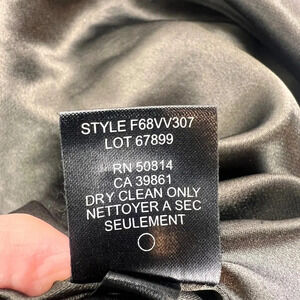 STYLE F68VV307
LOT 67899
RN 50814
CA 39861
DRY CLEAN ONLY
NETTOYER A SEC
SEULEMENT